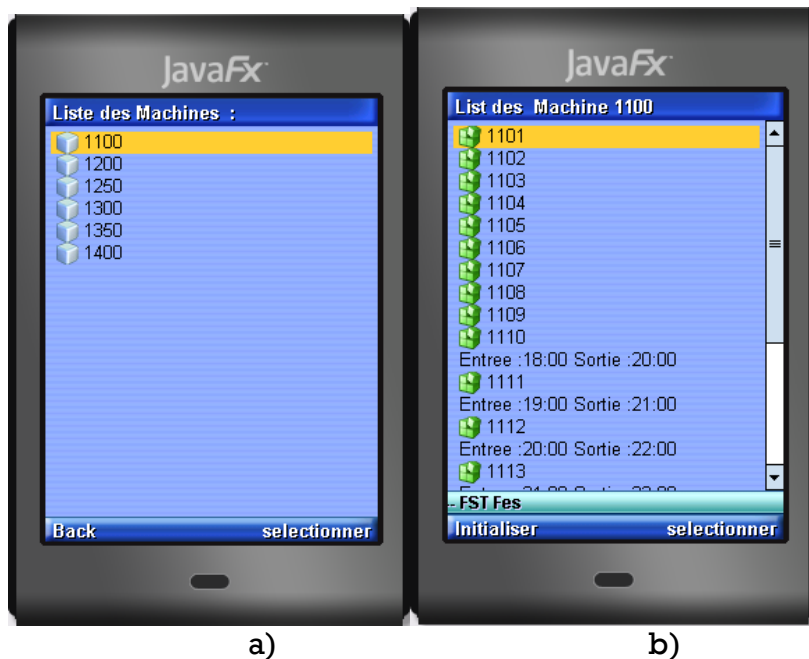 JavaFx
Liste des Machines :
1100
1200
1250
1300
1350
1400
Back selectionner
a)
JavaFx
List des Machine 1100
1101
1102
1103
1104
1105
1106
1107
1108
1109
1110
Entree :18:00 Sortie :20:00
1111
Entree :19:00 Sortie :21:00
1112
Entree :20:00 Sortie :22:00
1113
-- FST Fes
Initialiser selectionner
b)